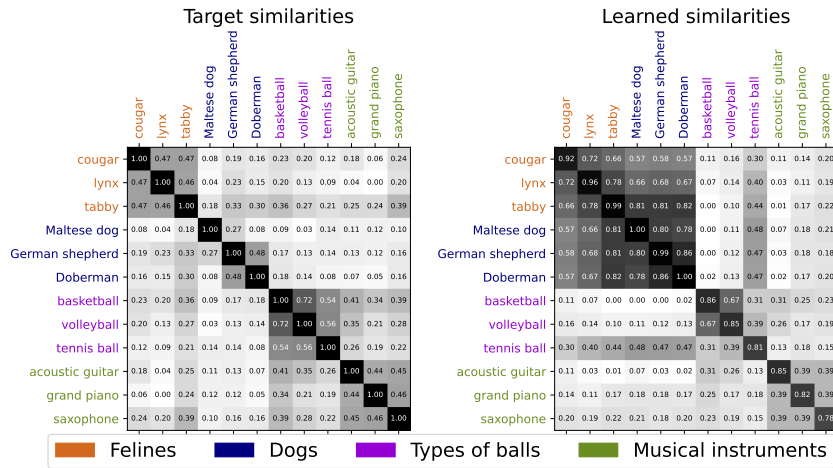 Target similarities
cougar lynx tabby Maltese dog German shepherd Doberman basketball volleyball tennis ball acoustic guitar grand piano saxophone
cougar 1.00 0.47 0.47 0.08 0.19 0.16 0.23 0.20 0.12 0.18 0.06 0.24
lynx 0.47 1.00 0.46 0.04 0.23 0.15 0.20 0.13 0.09 0.04 0.00 0.20
tabby 0.47 0.46 1.00 0.18 0.33 0.30 0.36 0.27 0.21 0.25 0.24 0.39
Maltese dog 0.08 0.04 0.18 1.00 0.27 0.08 0.09 0.03 0.14 0.11 0.12 0.10
German shepherd 0.19 0.23 0.33 0.27 1.00 0.48 0.17 0.13 0.14 0.13 0.12 0.16
Doberman 0.16 0.15 0.30 0.08 0.48 1.00 0.18 0.14 0.08 0.07 0.05 0.16
basketball 0.23 0.20 0.36 0.09 0.17 0.18 1.00 0.72 0.54 0.41 0.34 0.39
volleyball 0.20 0.13 0.27 0.03 0.13 0.14 0.72 1.00 0.56 0.35 0.21 0.28
tennis ball 0.12 0.09 0.21 0.14 0.14 0.08 0.54 0.56 1.00 0.26 0.19 0.22
acoustic guitar 0.18 0.04 0.25 0.11 0.13 0.07 0.41 0.35 0.26 1.00 0.44 0.45
grand piano 0.06 0.00 0.24 0.12 0.12 0.05 0.34 0.21 0.19 0.44 1.00 0.46
saxophone 0.24 0.20 0.39 0.10 0.16 0.16 0.39 0.28 0.22 0.45 0.46 1.00
Learned similarities
cougar lynx tabby Maltese dog German shepherd Doberman basketball volleyball tennis ball acoustic guitar grand piano saxophone
cougar 0.92 0.72 0.66 0.57 0.58 0.57 0.11 0.16 0.30 0.11 0.14 0.20
lynx 0.72 0.96 0.78 0.66 0.68 0.67 0.07 0.14 0.40 0.03 0.11 0.19
tabby 0.66 0.78 0.99 0.81 0.81 0.82 0.00 0.10 0.44 0.01 0.17 0.22
Maltese dog 0.57 0.66 0.81 1.00 0.80 0.78 0.00 0.11 0.48 0.07 0.18 0.21
German shepherd 0.58 0.68 0.81 0.80 0.99 0.86 0.00 0.12 0.47 0.03 0.18 0.18
Doberman 0.57 0.67 0.82 0.78 0.86 1.00 0.02 0.13 0.47 0.02 0.17 0.20
basketball 0.11 0.07 0.00 0.00 0.00 0.02 0.86 0.67 0.31 0.31 0.25 0.23
volleyball 0.16 0.14 0.10 0.11 0.12 0.13 0.67 0.85 0.39 0.26 0.17 0.19
tennis ball 0.30 0.40 0.44 0.48 0.47 0.47 0.31 0.39 0.81 0.13 0.18 0.15
acoustic guitar 0.11 0.03 0.01 0.07 0.03 0.02 0.31 0.26 0.13 0.85 0.39 0.39
grand piano 0.14 0.11 0.17 0.18 0.18 0.17 0.25 0.17 0.18 0.39 0.82 0.39
saxophone 0.20 0.19 0.22 0.21 0.18 0.20 0.23 0.19 0.15 0.39 0.39 0.78
Felines Dogs Types of balls Musical instruments